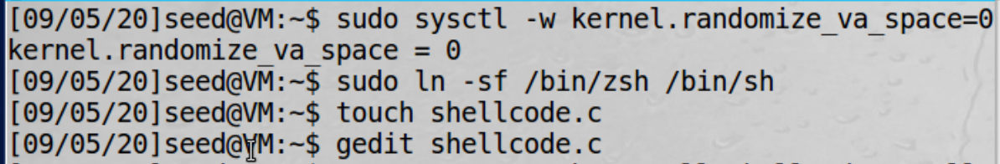 [09/05/20]seed@VM:~$ sudo sysctl -w kernel.randomize_va_space=0
kernel.randomize_va_space = 0
[09/05/20]seed@VM:~$ sudo ln -sf /bin/zsh /bin/sh
[09/05/20]seed@VM:~$ touch shellcode.c
[09/05/20]seed@VM:~$ gedit shellcode.c